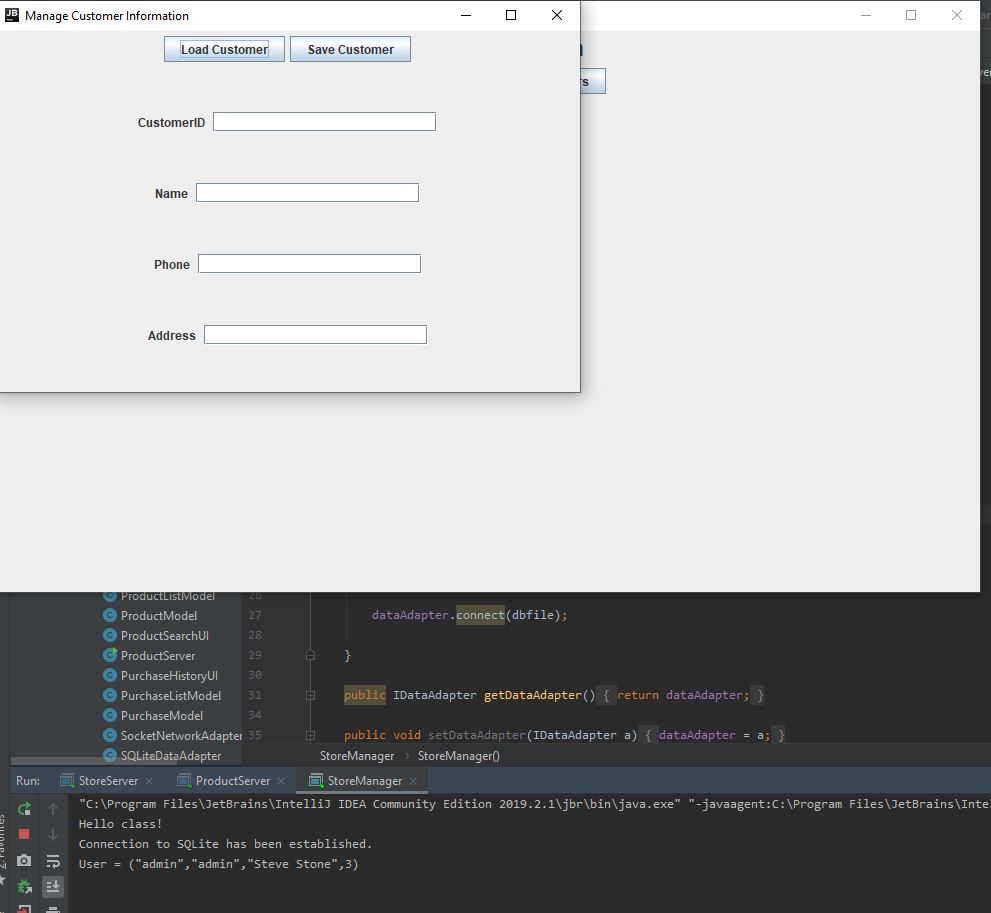 JB Manage Customer Information
Load Customer Save Customer
CustomerID
Name
Phone
Address
ProductListModel 26
ProductModel 27 dataAdapter.connect(dbfile);
ProductSearchUI 28
ProductServer 29 }
PurchaseHistoryUI 30
PurchaseListModel 31 public IDataAdapter getDataAdapter() { return dataAdapter; }
PurchaseModel 34
SocketNetworkAdapter 35 public void setDataAdapter(IDataAdapter a) { dataAdapter = a; }
SQLiteDataAdapter StoreManager > StoreManager()
Run: StoreServer × ProductServer × StoreManager ×
"C:\Program Files\JetBrains\IntelliJ IDEA Community Edition 2019.2.1\jbr\bin\java.exe" "-javaagent:C:\Program Files\JetBrains\Inte
Hello class!
Connection to SQLite has been established.
User = ("admin","admin","Steve Stone",3)
2: Favorites